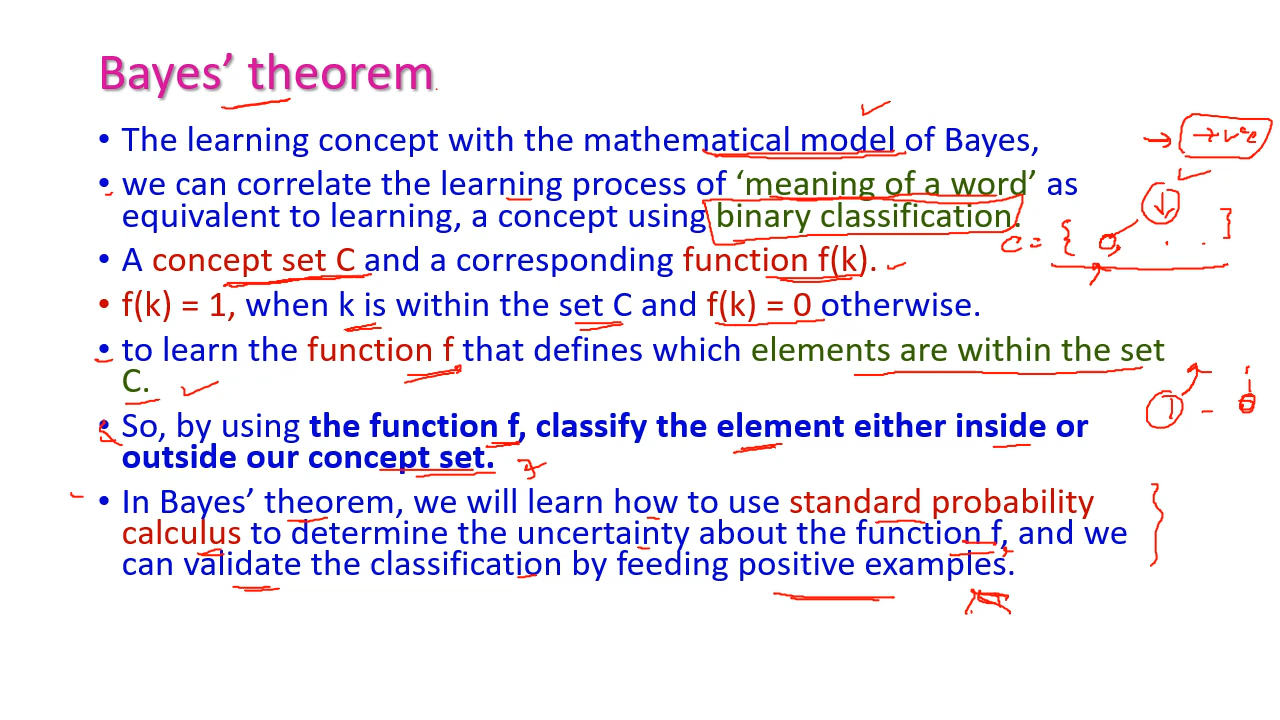 Bayes’ theorem
• The learning concept with the mathematical model of Bayes,
• we can correlate the learning process of ‘meaning of a word’ as
equivalent to learning, a concept using binary classification.
• A concept set C and a corresponding function f(k).
• f(k) = 1, when k is within the set C and f(k) = 0 otherwise.
• to learn the function f that defines which elements are within the set
C.
• So, by using the function f, classify the element either inside or
outside our concept set.
• In Bayes’ theorem, we will learn how to use standard probability
calculus to determine the uncertainty about the function f, and we
can validate the classification by feeding positive examples.
→ +ve
C = {